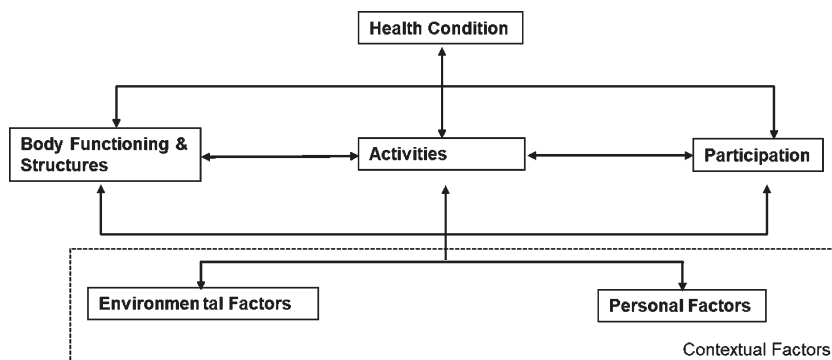 Health Condition
Body Functioning &
Structures
Activities
Participation
Environmental Factors
Personal Factors
Contextual Factors